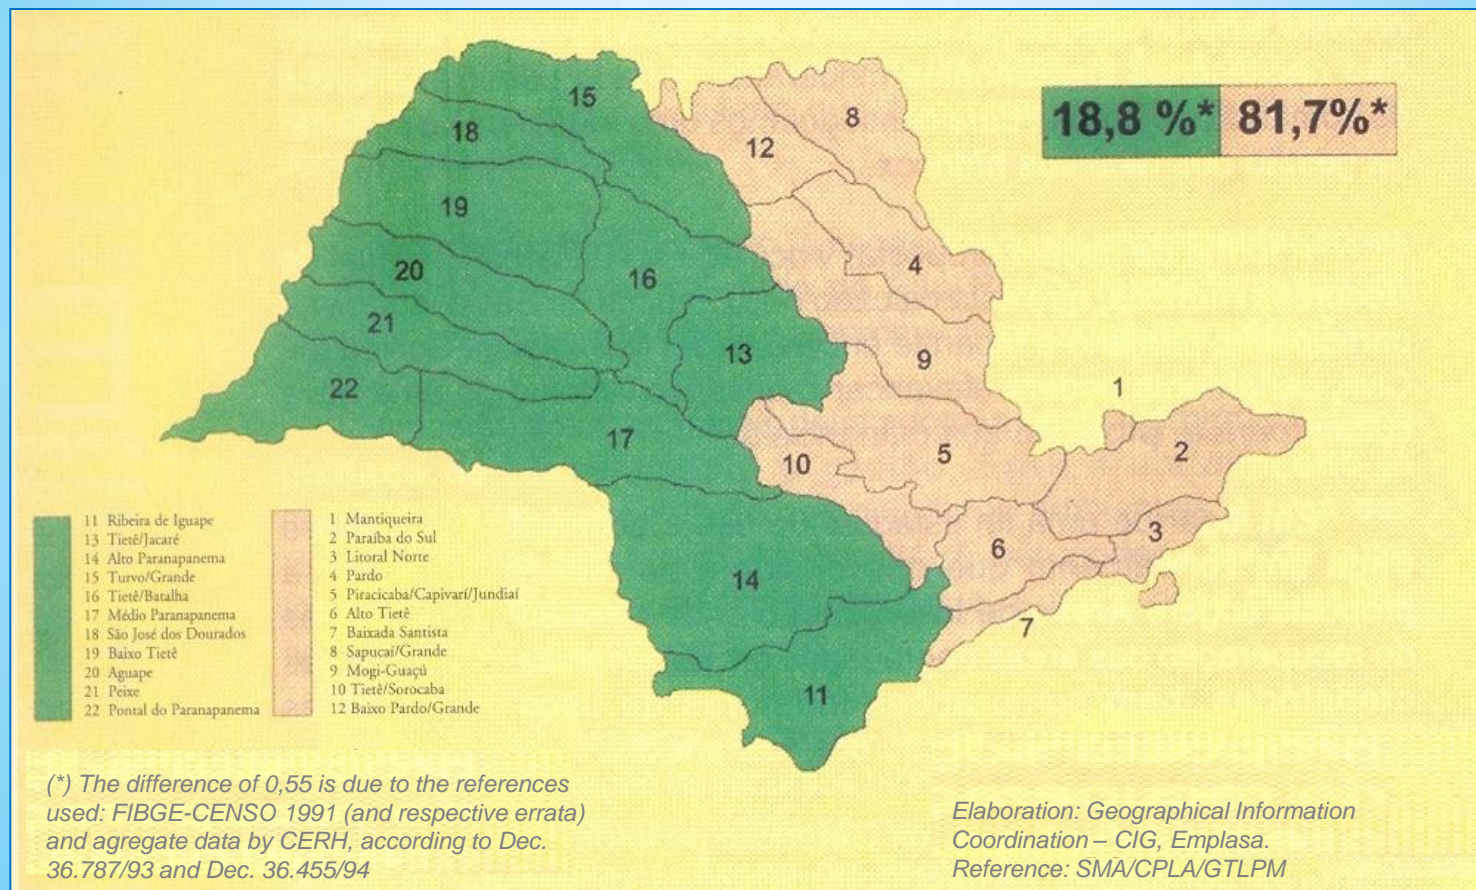 18,8 %* 81,7%*
15
8
18
12
19
4
20
16
21
13
9
1
22
17
5
2
10
3
6
14
7
11
11 Ribeira de Iguape
13 Tietê/Jacaré
14 Alto Paranapanema
15 Turvo/Grande
16 Tietê/Batalha
17 Médio Paranapanema
18 São José dos Dourados
19 Baixo Tietê
20 Aguape
21 Peixe
22 Pontal do Paranapanema
1 Mantiqueira
2 Paraíba do Sul
3 Litoral Norte
4 Pardo
5 Piracicaba/Capivarí/Jundiaí
6 Alto Tietê
7 Baixada Santista
8 Sapucaí/Grande
9 Mogi-Guaçú
10 Tietê/Sorocaba
12 Baixo Pardo/Grande
(*) The difference of 0,55 is due to the references
used: FIBGE-CENSO 1991 (and respective errata)
and agregate data by CERH, according to Dec.
36.787/93 and Dec. 36.455/94
Elaboration: Geographical Information
Coordination – CIG, Emplasa.
Reference: SMA/CPLA/GTLPM